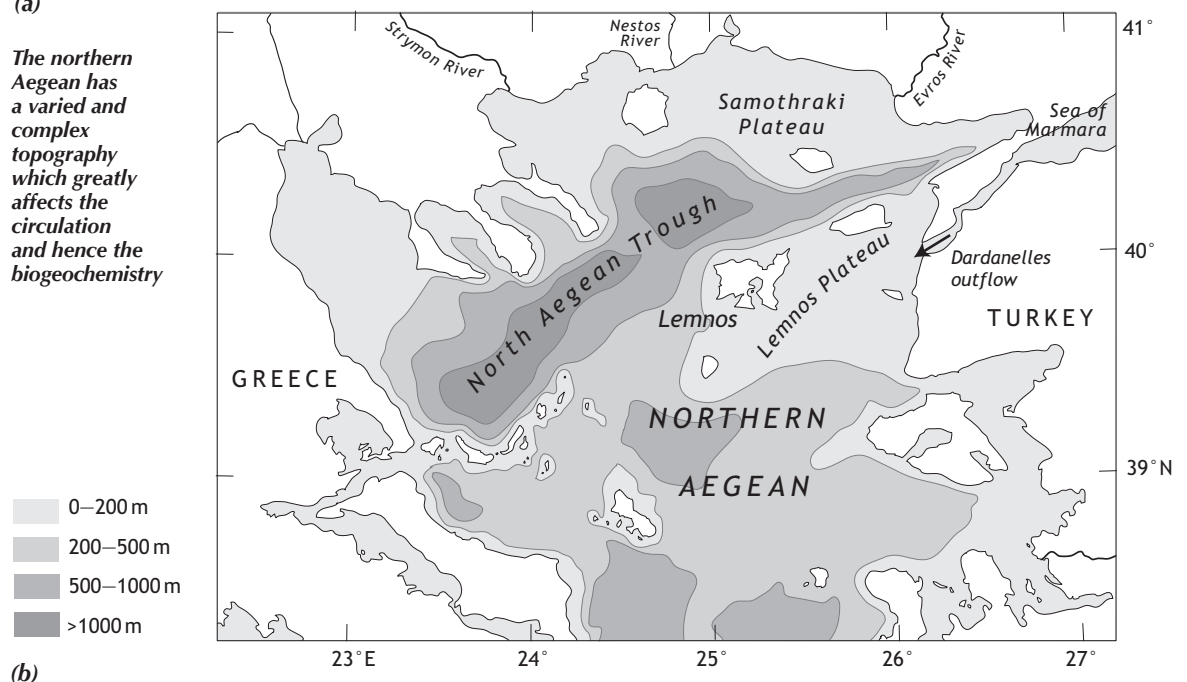 (a)
The northern
Aegean has
a varied and
complex
topography
which greatly
affects the
circulation
and hence the
biogeochemistry
0–200 m
200–500 m
500–1000 m
>1000 m
(b)
Strymon River
Nestos
River
Evros River
41°
Samothraki
Plateau
Sea of
Marmara
North Aegean Trough
40°
Dardanelles
outflow
Lemnos Plateau
Lemnos
TURKEY
GREECE
NORTHERN
AEGEAN
39°N
23°E
24°
25°
26°
27°